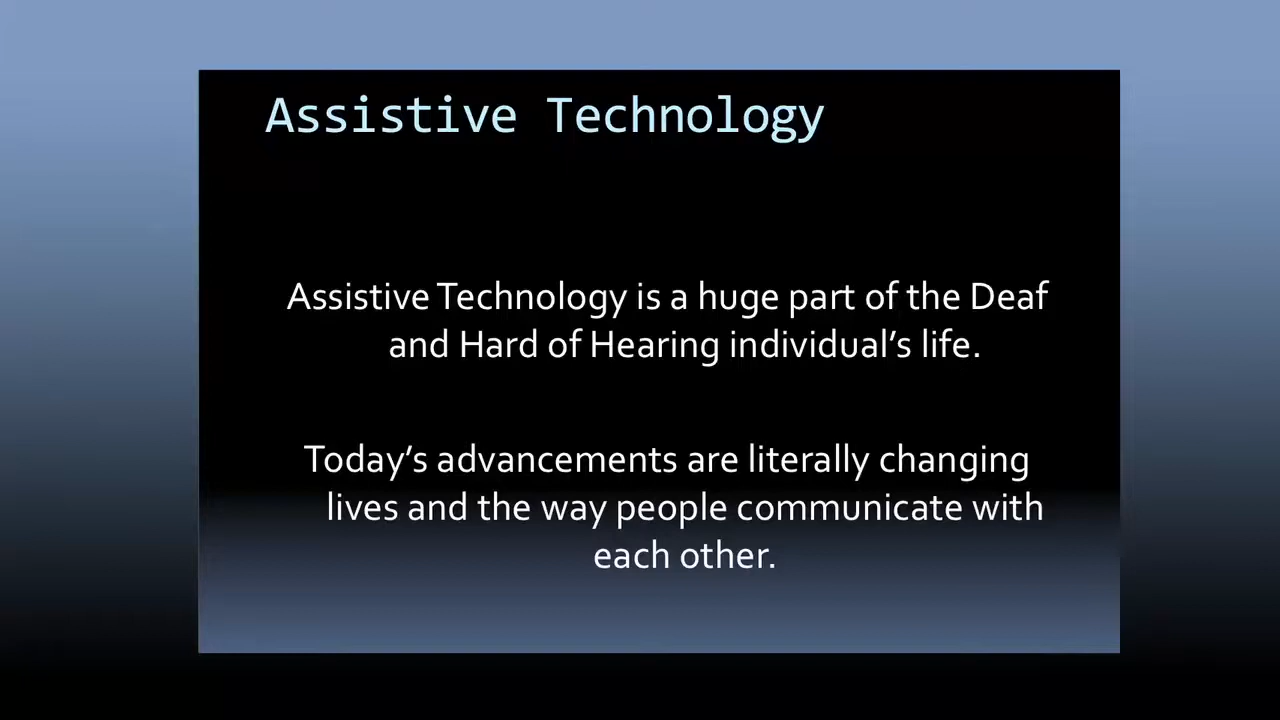 Assistive Technology
Assistive Technology is a huge part of the Deaf
and Hard of Hearing individual’s life.
Today’s advancements are literally changing
lives and the way people communicate with
each other.